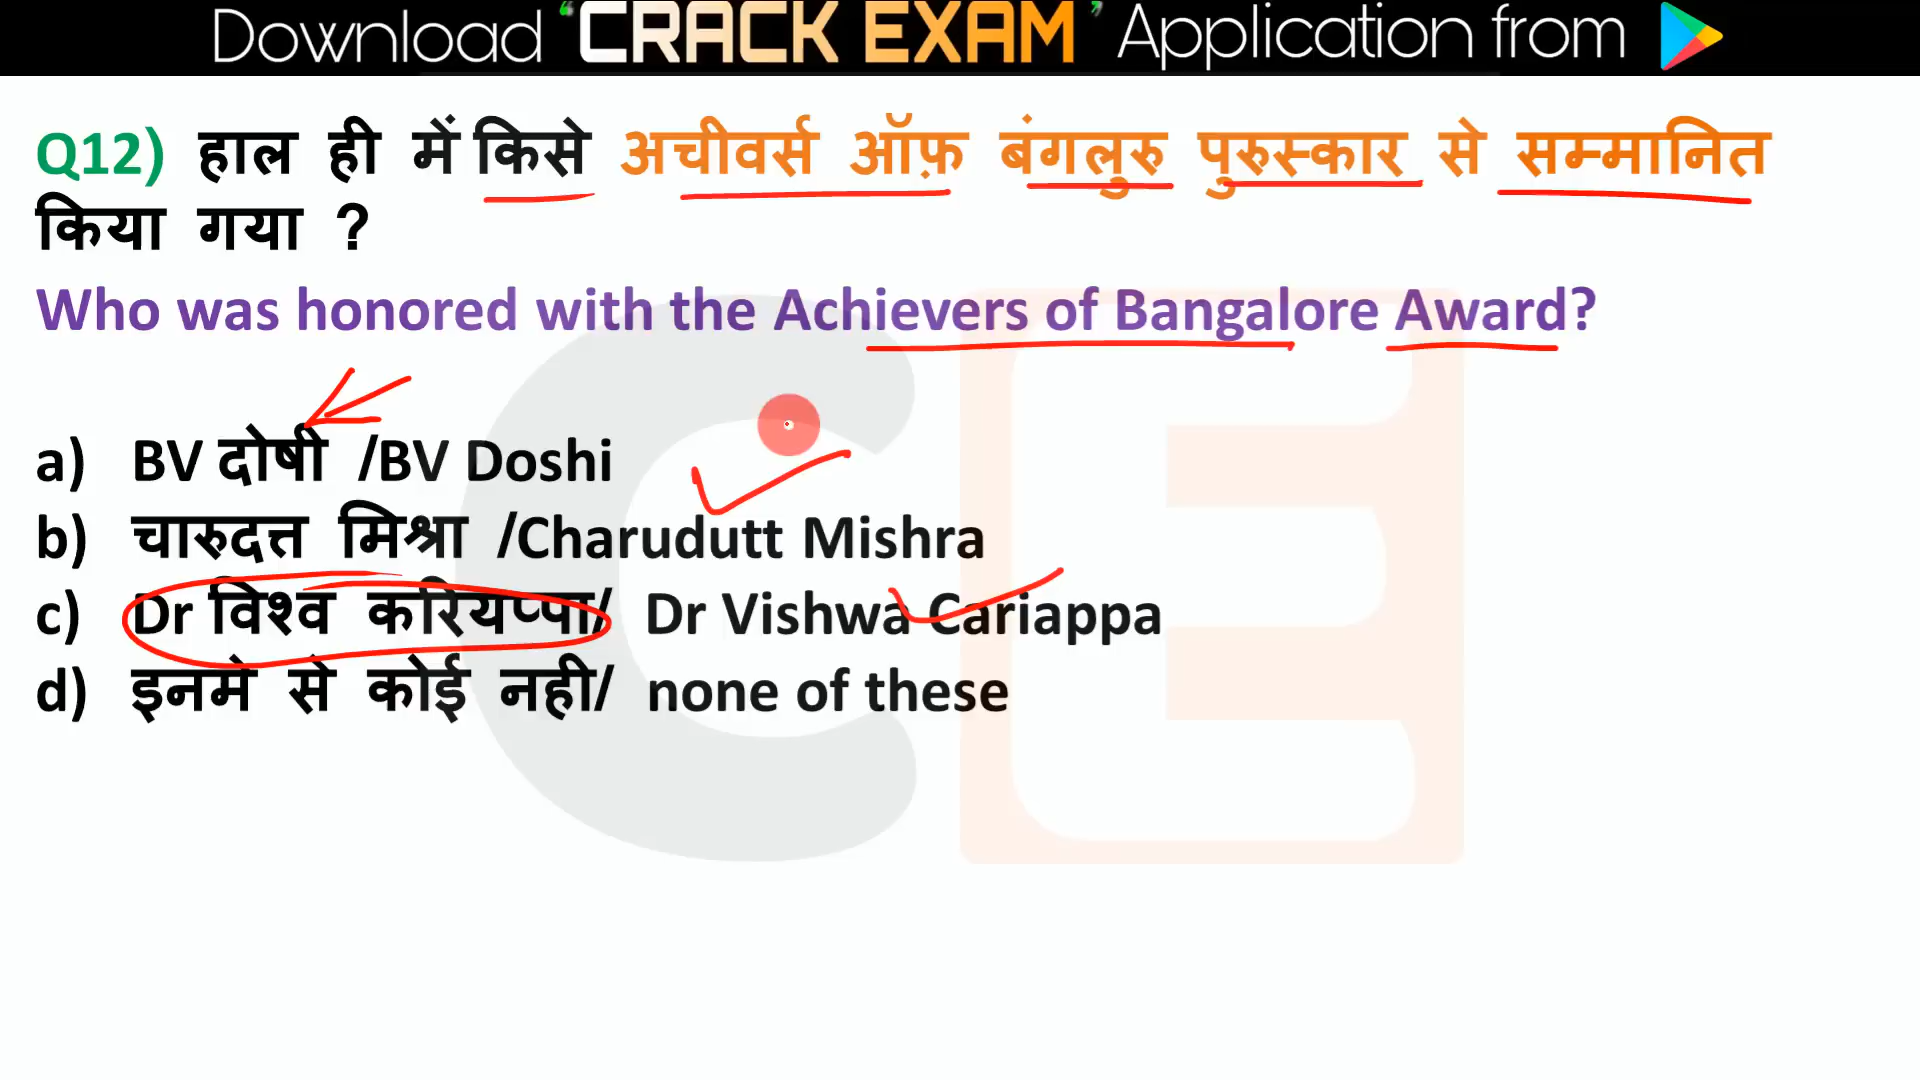 Download ‘CRACK EXAM’ Application from
Q12) हाल ही में किसे अचीवर्स ऑफ़ बंगलुरु पुरुस्कार से सम्मानित
किया गया ?
Who was honored with the Achievers of Bangalore Award?
a) BV दोषी /BV Doshi
b) चारुदत्त मिश्रा /Charudutt Mishra
c) Dr विश्व करियप्पा/ Dr Vishwa Cariappa
d) इनमे से कोई नही/ none of these
CE